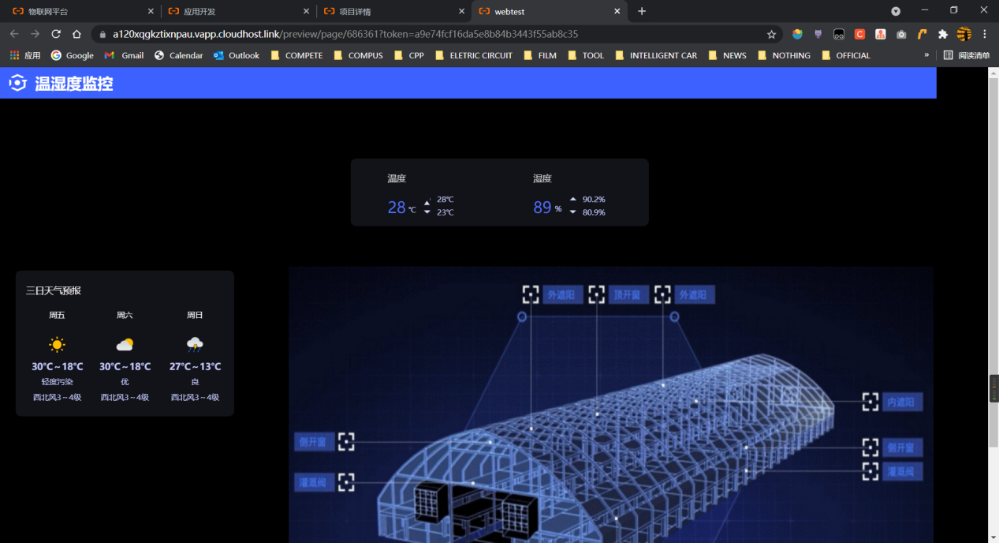 物联网平台 应用开发 项目详情 webtest
a120xqgkztixnpau.vapp.cloudhost.link/preview/page/686361?token=a9e74fcf16da5e8b84b3443f55ab8c35
应用 Google Gmail Calendar Outlook COMPETE COMPUS CPP ELETRIC CIRCUIT FILM TOOL INTELLIGENT CAR NEWS NOTHING OFFICIAL » 阅读清单
温湿度监控
温度 湿度
28 ℃ 28℃ 23℃
89 % 90.2% 80.9%
三日天气预报
周五 周六 周日
30°C～18°C 30°C～18°C 27°C～13°C
轻度污染 优 良
西北风3～4级 西北风3～4级 西北风3～4级
外遮阳 顶开窗 外遮阳
内遮阳
侧开窗 侧开窗
灌溉阀 灌溉阀